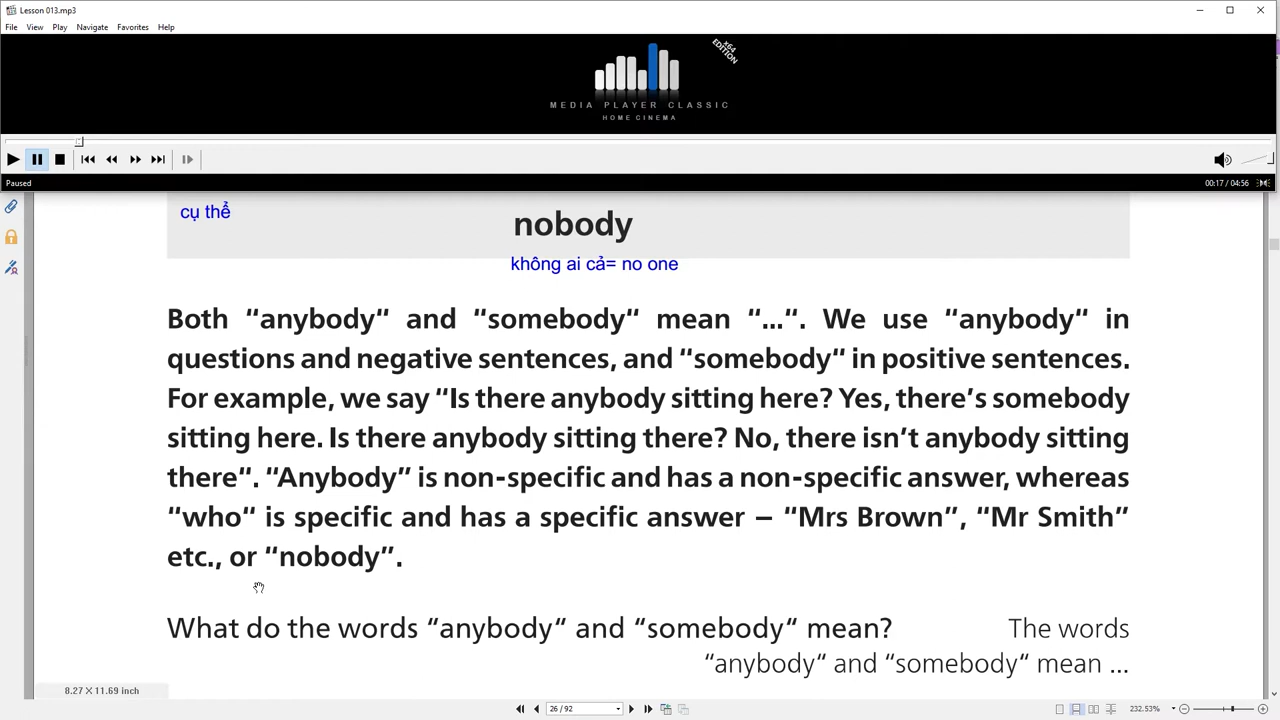 Lesson 013.mp3
File View Play Navigate Favorites Help
x64 EDITION
MEDIA PLAYER CLASSIC
HOME CINEMA
Paused
00:17 / 04:56
cụ thể
nobody
không ai cả= no one
Both “anybody“ and “somebody“ mean “...“. We use “anybody“ in
questions and negative sentences, and “somebody“ in positive sentences.
For example, we say “Is there anybody sitting here? Yes, there’s somebody
sitting here. Is there anybody sitting there? No, there isn’t anybody sitting
there“. “Anybody” is non-specific and has a non-specific answer, whereas
“who“ is specific and has a specific answer – “Mrs Brown”, “Mr Smith”
etc., or “nobody”.
What do the words “anybody“ and “somebody“ mean? The words
“anybody“ and “somebody“ mean ...
8.27 X 11.69 inch
26 / 92
232.53%